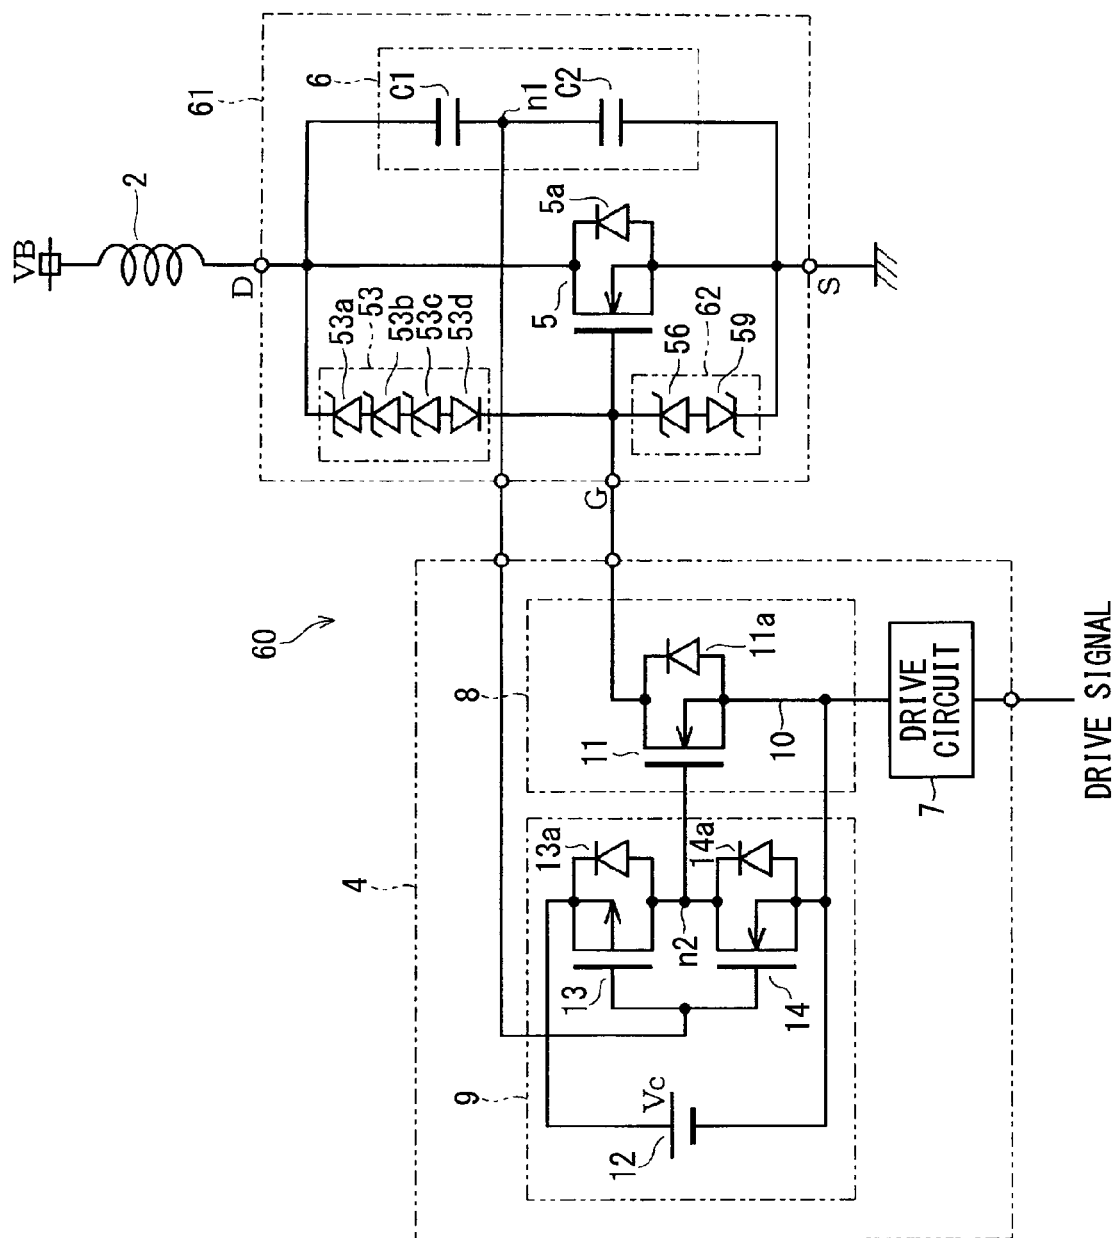 VB
2
D
61
6
C1
n1
C2
5a
5
53
53a
53b
53c
53d
56
62
59
S
G
60
4
8
11
11a
10
9
13
13a
n2
14
14a
12
Vc
7
DRIVE
CIRCUIT
DRIVE SIGNAL